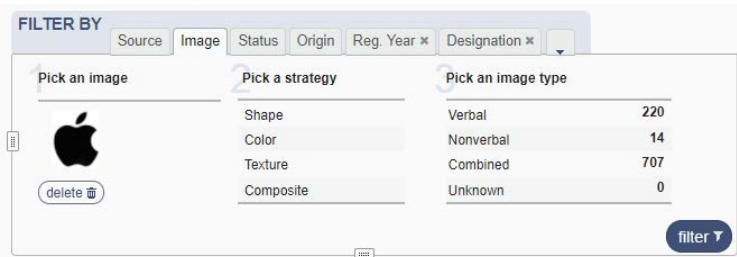 FILTER BY
Source Image Status Origin Reg. Year × Designation ×
1 Pick an image
2 Pick a strategy
3 Pick an image type
Shape
Color
Texture
Composite
Verbal 220
Nonverbal 14
Combined 707
Unknown 0
delete
filter